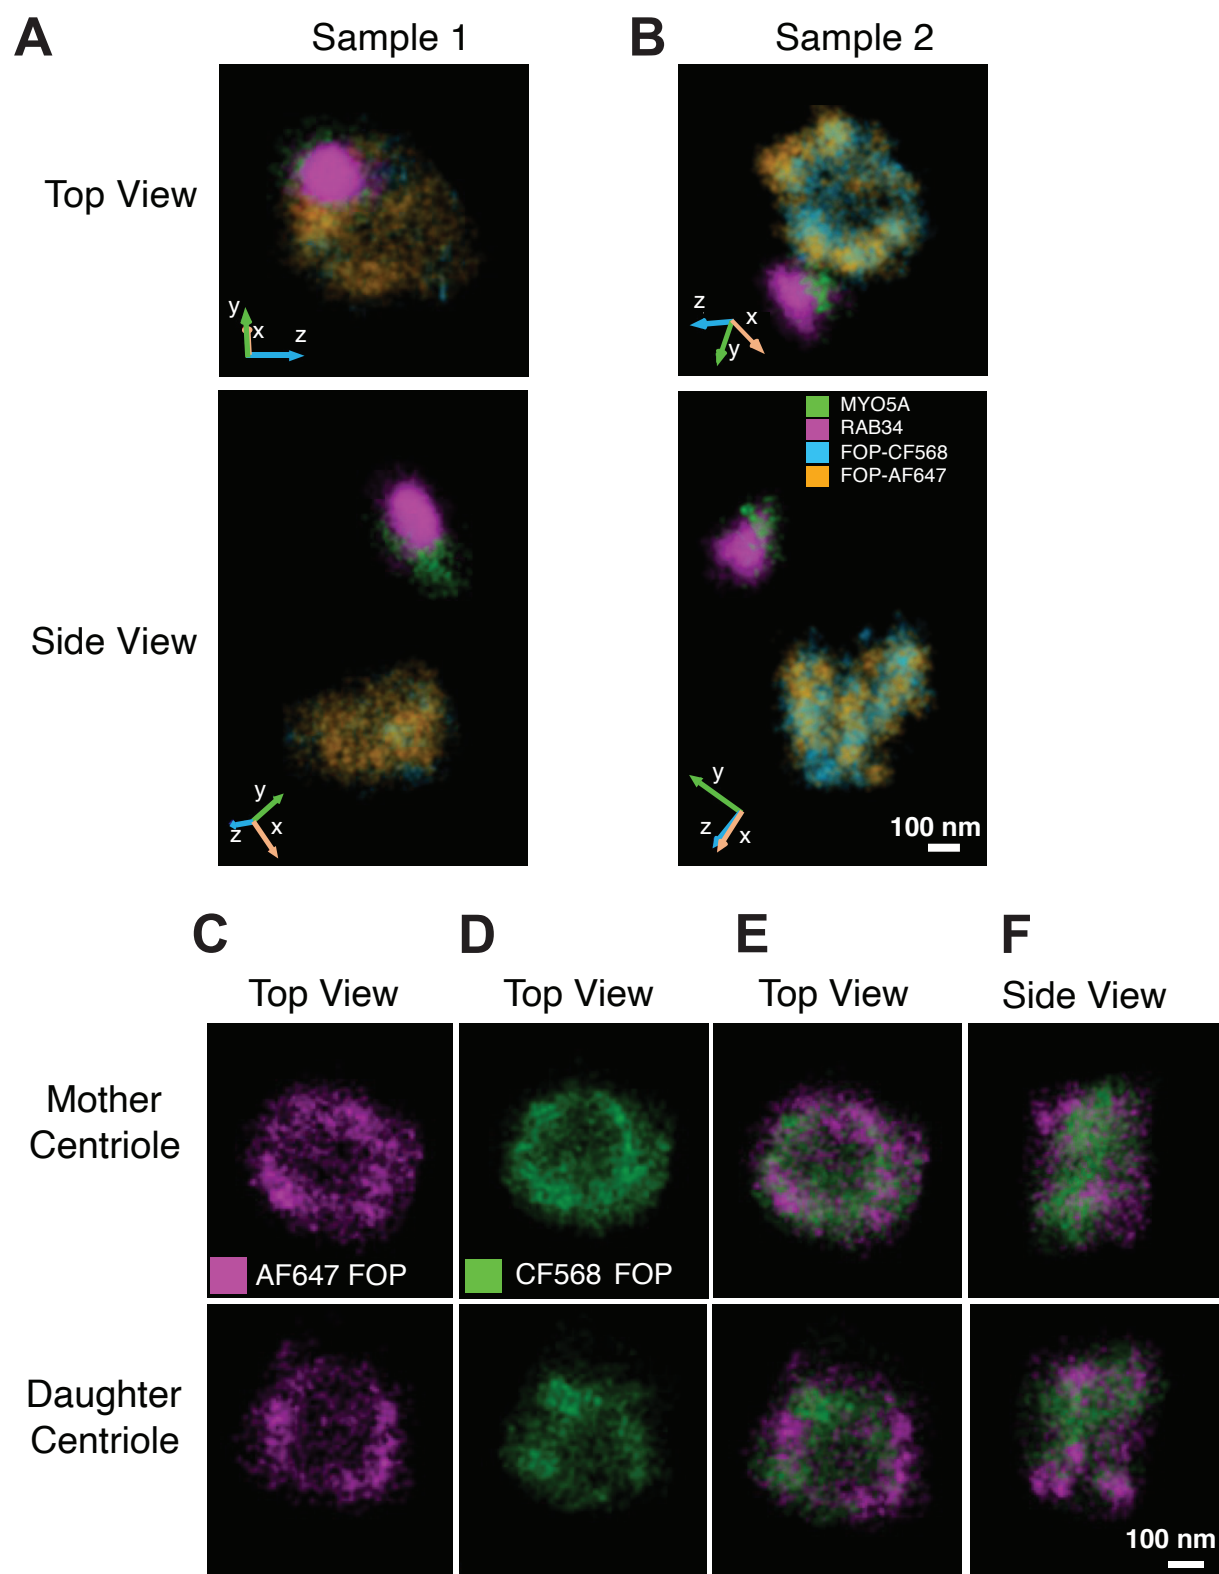 A
Sample 1
B
Sample 2
Top View
y
x
z
z
x
y
Side View
MYO5A
RAB34
FOP-CF568
FOP-AF647
y
z
x
y
z
x
100 nm
C
D
E
F
Top View
Top View
Top View
Side View
Mother
Centriole
AF647 FOP
CF568 FOP
Daughter
Centriole
100 nm